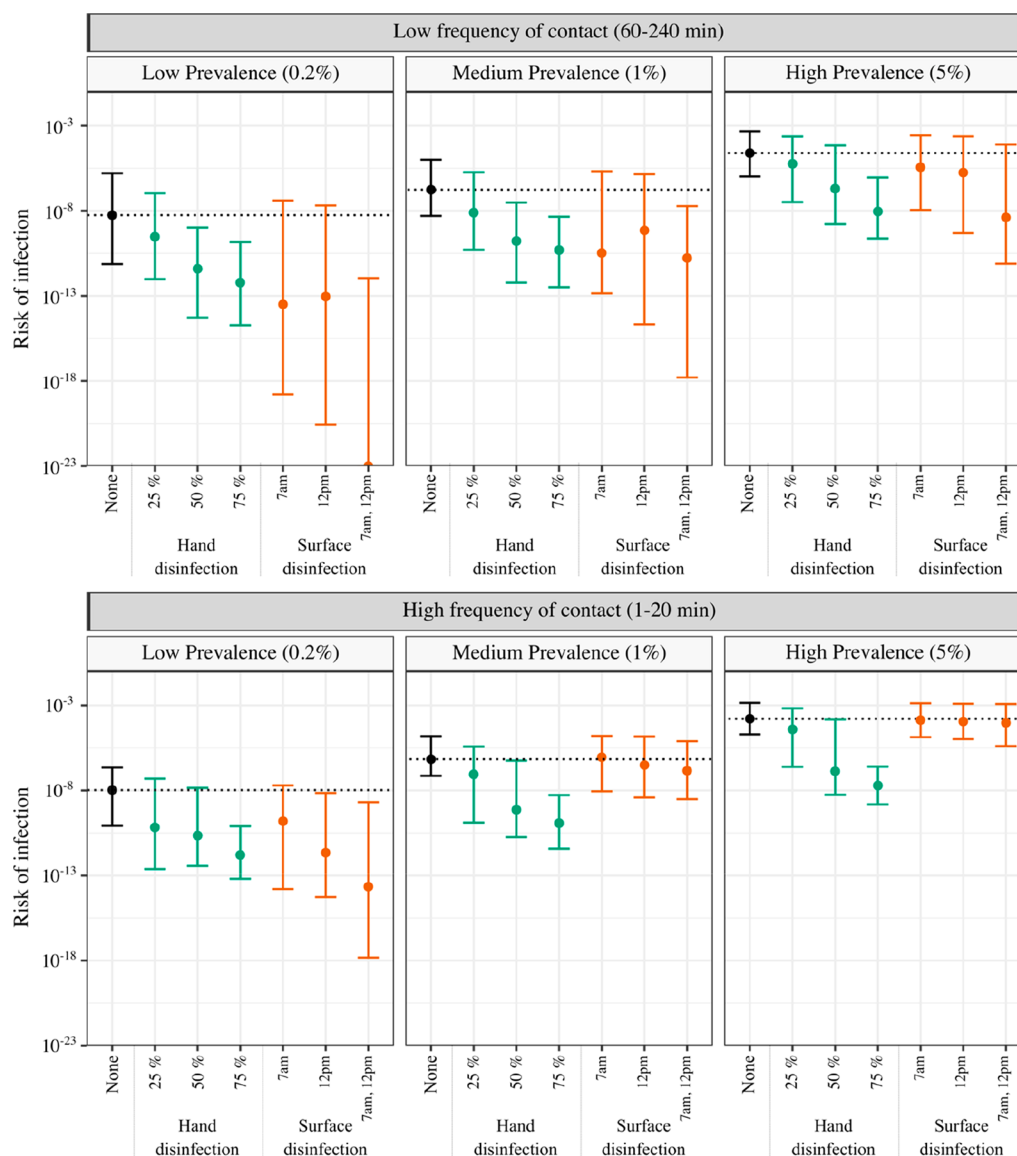 Low frequency of contact (60-240 min)
Low Prevalence (0.2%)
Medium Prevalence (1%)
High Prevalence (5%)
Risk of infection
10-3
10-8
10-13
10-18
10-23
None
25 %
50 %
75 %
7am
12pm
7am, 12pm
Hand
disinfection
Surface
disinfection
None
25 %
50 %
75 %
7am
12pm
7am, 12pm
Hand
disinfection
Surface
disinfection
None
25 %
50 %
75 %
7am
12pm
7am, 12pm
Hand
disinfection
Surface
disinfection
High frequency of contact (1-20 min)
Low Prevalence (0.2%)
Medium Prevalence (1%)
High Prevalence (5%)
Risk of infection
10-3
10-8
10-13
10-18
10-23
None
25 %
50 %
75 %
7am
12pm
7am, 12pm
Hand
disinfection
Surface
disinfection
None
25 %
50 %
75 %
7am
12pm
7am, 12pm
Hand
disinfection
Surface
disinfection
None
25 %
50 %
75 %
7am
12pm
7am, 12pm
Hand
disinfection
Surface
disinfection